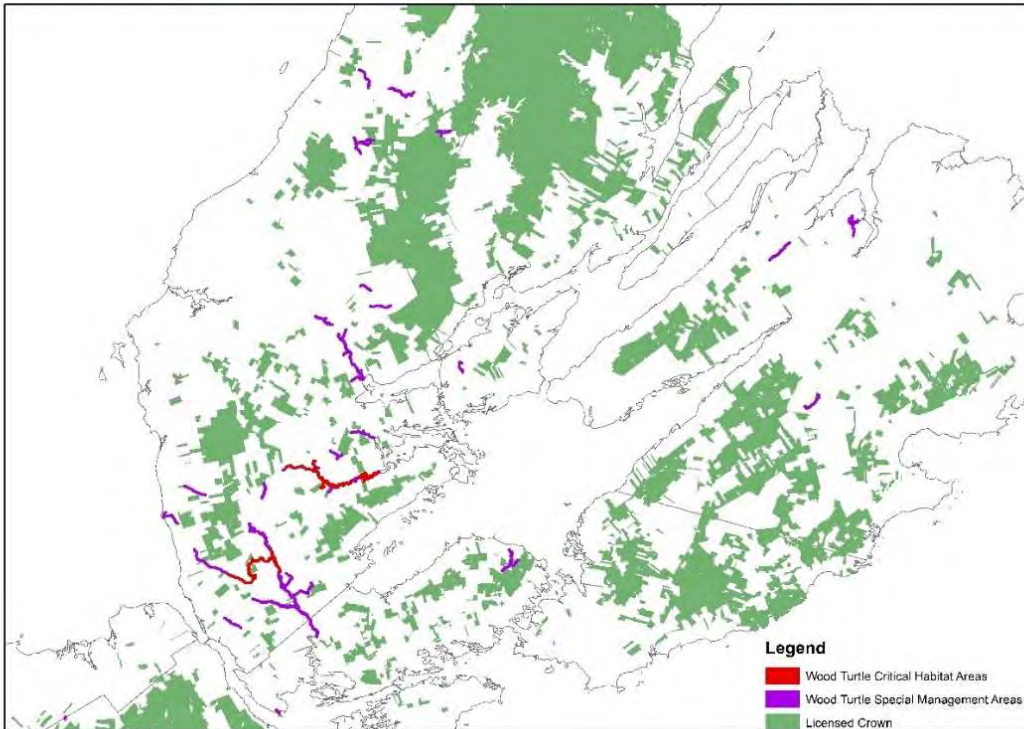 Legend
Wood Turtle Critical Habitat Areas
Wood Turtle Special Management Areas
Licensed Crown